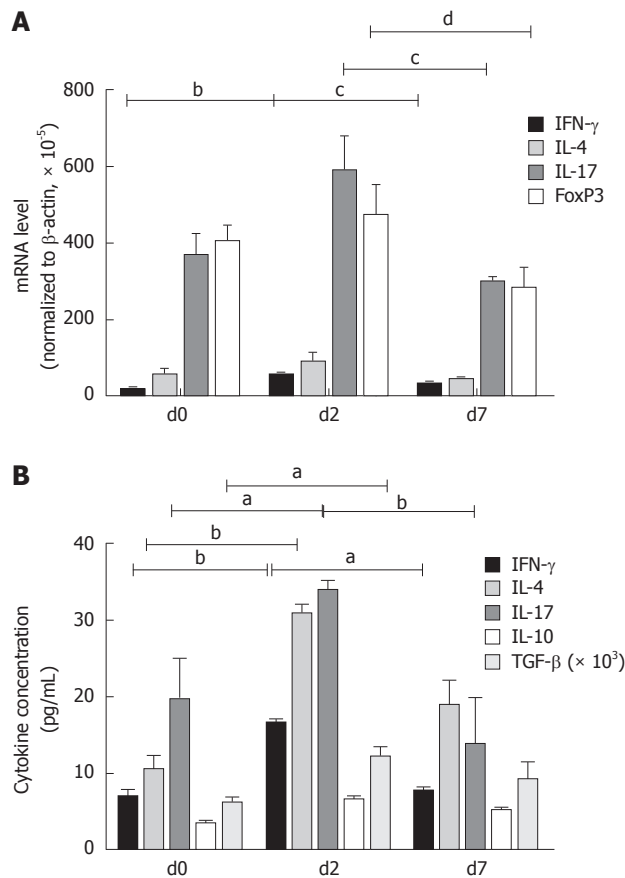 A
d
c
b c
800
600
400
200
0
mRNA level
(normalized to β-actin, × 10⁻⁵)
IFN-γ
IL-4
IL-17
FoxP3
d0 d2 d7
B
a
a b
b
b a
40
30
20
10
0
Cytokine concentration
(pg/mL)
IFN-γ
IL-4
IL-17
IL-10
TGF-β (× 10³)
d0 d2 d7